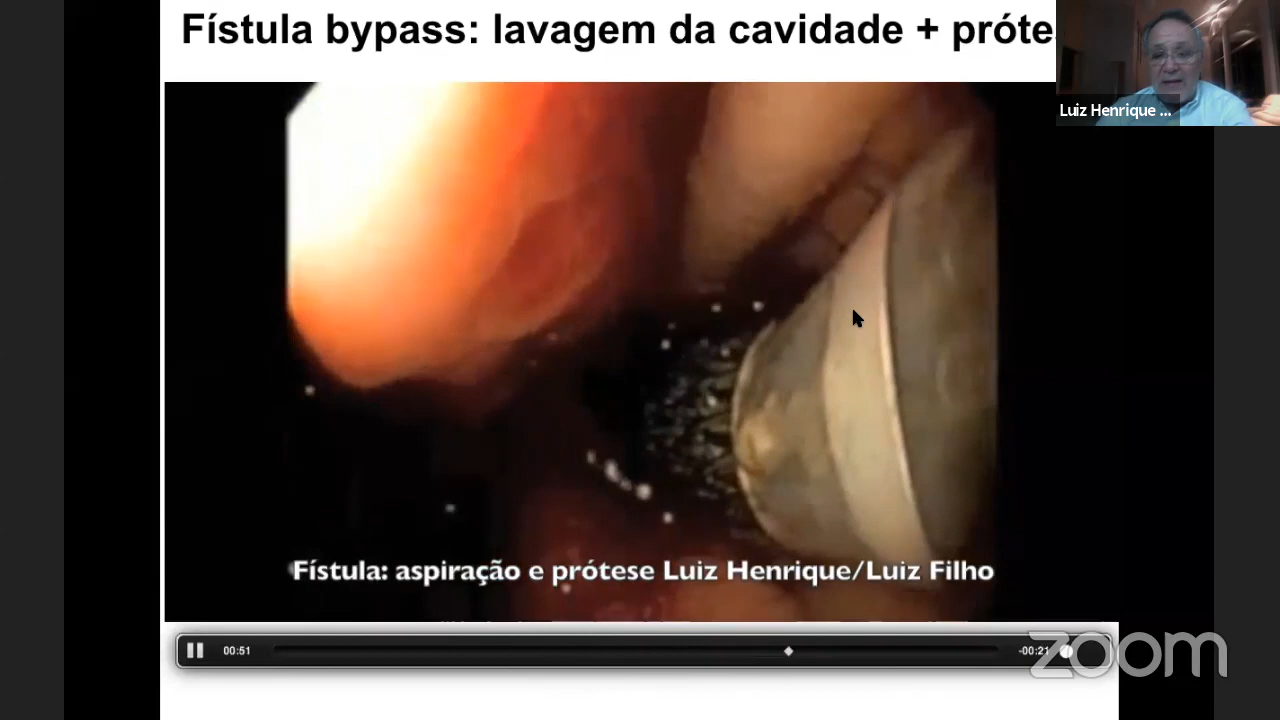 Fístula bypass: lavagem da cavidade + próte
Luiz Henrique ...
Fístula: aspiração e prótese Luiz Henrique/Luiz Filho
00:51
-00:21
zoom